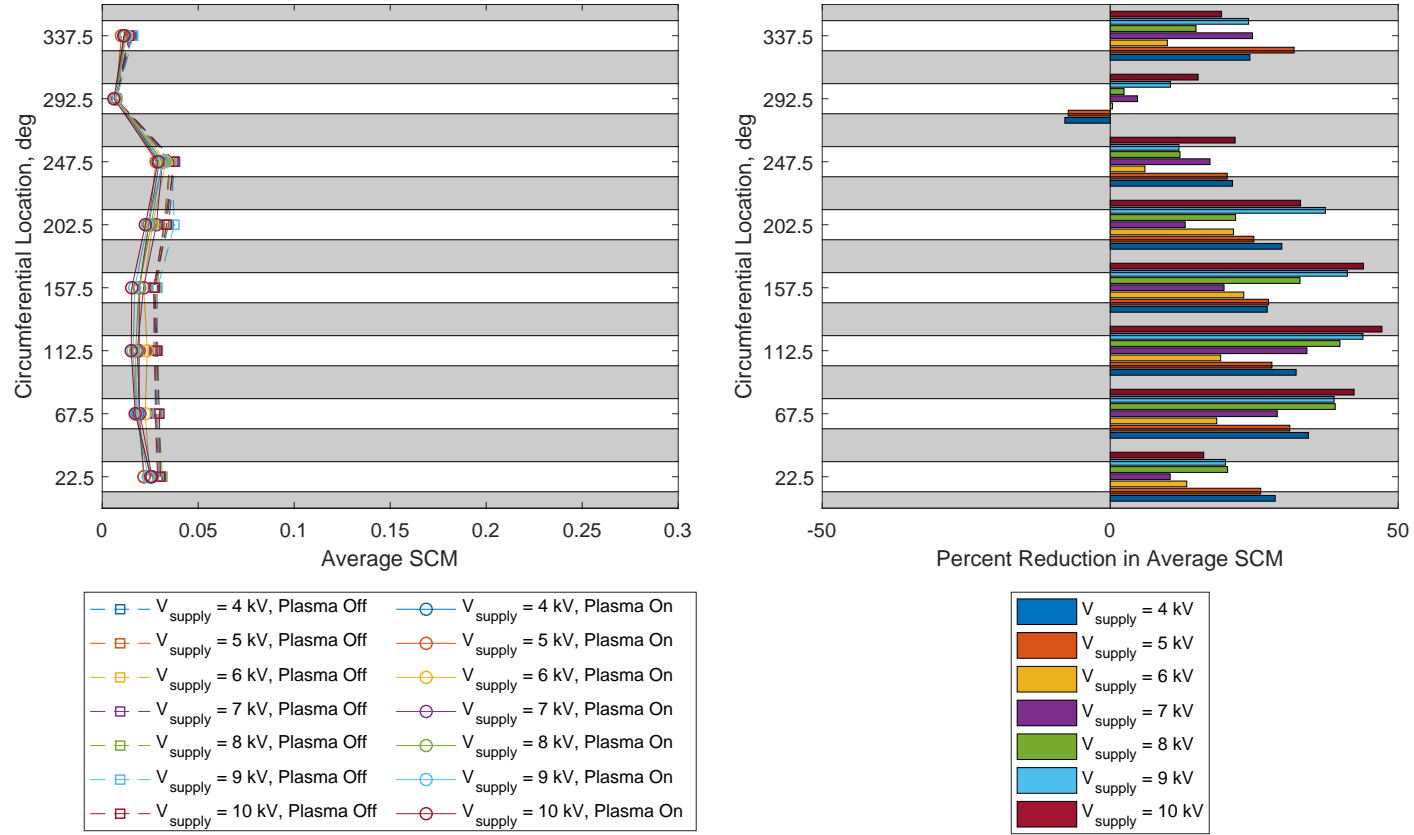 Circumferential Location, deg
337.5
292.5
247.5
202.5
157.5
112.5
67.5
22.5
0 0.05 0.1 0.15 0.2 0.25 0.3
Average SCM
Circumferential Location, deg
337.5
292.5
247.5
202.5
157.5
112.5
67.5
22.5
-50 0 50
Percent Reduction in Average SCM
V_supply = 4 kV, Plasma Off V_supply = 4 kV, Plasma On
V_supply = 5 kV, Plasma Off V_supply = 5 kV, Plasma On
V_supply = 6 kV, Plasma Off V_supply = 6 kV, Plasma On
V_supply = 7 kV, Plasma Off V_supply = 7 kV, Plasma On
V_supply = 8 kV, Plasma Off V_supply = 8 kV, Plasma On
V_supply = 9 kV, Plasma Off V_supply = 9 kV, Plasma On
V_supply = 10 kV, Plasma Off V_supply = 10 kV, Plasma On
V_supply = 4 kV
V_supply = 5 kV
V_supply = 6 kV
V_supply = 7 kV
V_supply = 8 kV
V_supply = 9 kV
V_supply = 10 kV